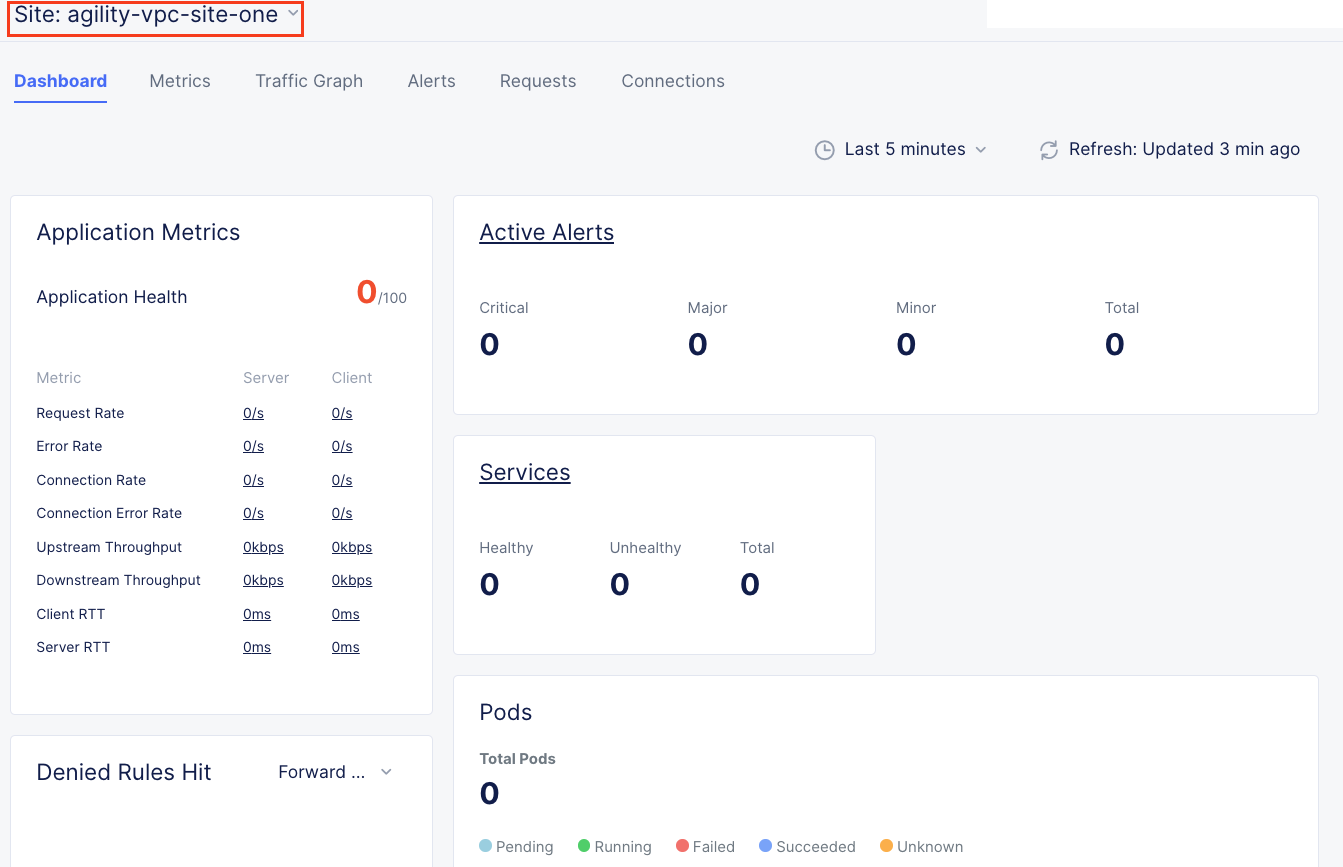 Site: agility-vpc-site-one
Dashboard Metrics Traffic Graph Alerts Requests Connections
Last 5 minutes Refresh: Updated 3 min ago
Application Metrics
Application Health 0/100
Metric Server Client
Request Rate 0/s 0/s
Error Rate 0/s 0/s
Connection Rate 0/s 0/s
Connection Error Rate 0/s 0/s
Upstream Throughput 0kbps 0kbps
Downstream Throughput 0kbps 0kbps
Client RTT 0ms 0ms
Server RTT 0ms 0ms
Active Alerts
Critical Major Minor Total
0 0 0 0
Services
Healthy Unhealthy Total
0 0 0
Denied Rules Hit Forward ...
Pods
Total Pods
0
Pending Running Failed Succeeded Unknown